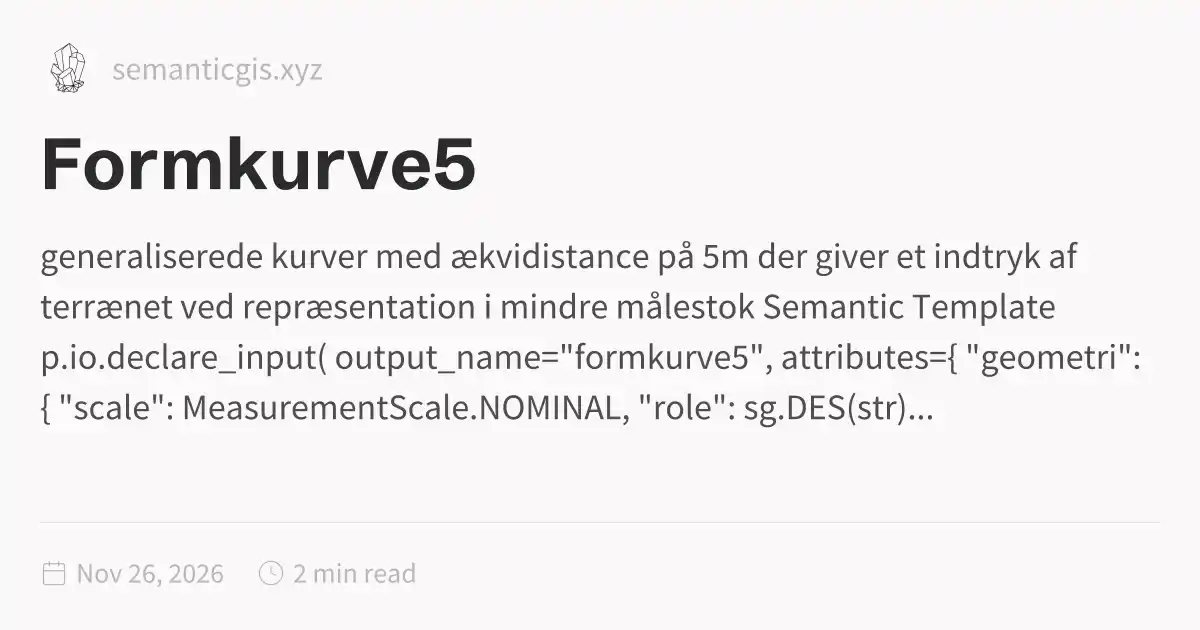 semanticgis.xyz
Formkurve5
generaliserede kurver med ækvidistance på 5m der giver et indtryk af
terrænet ved repræsentation i mindre målestok Semantic Template
p.io.declare_input( output_name="formkurve5", attributes={ "geometri":
{ "scale": MeasurementScale.NOMINAL, "role": sg.DES(str)...
Nov 26, 2026 2 min read